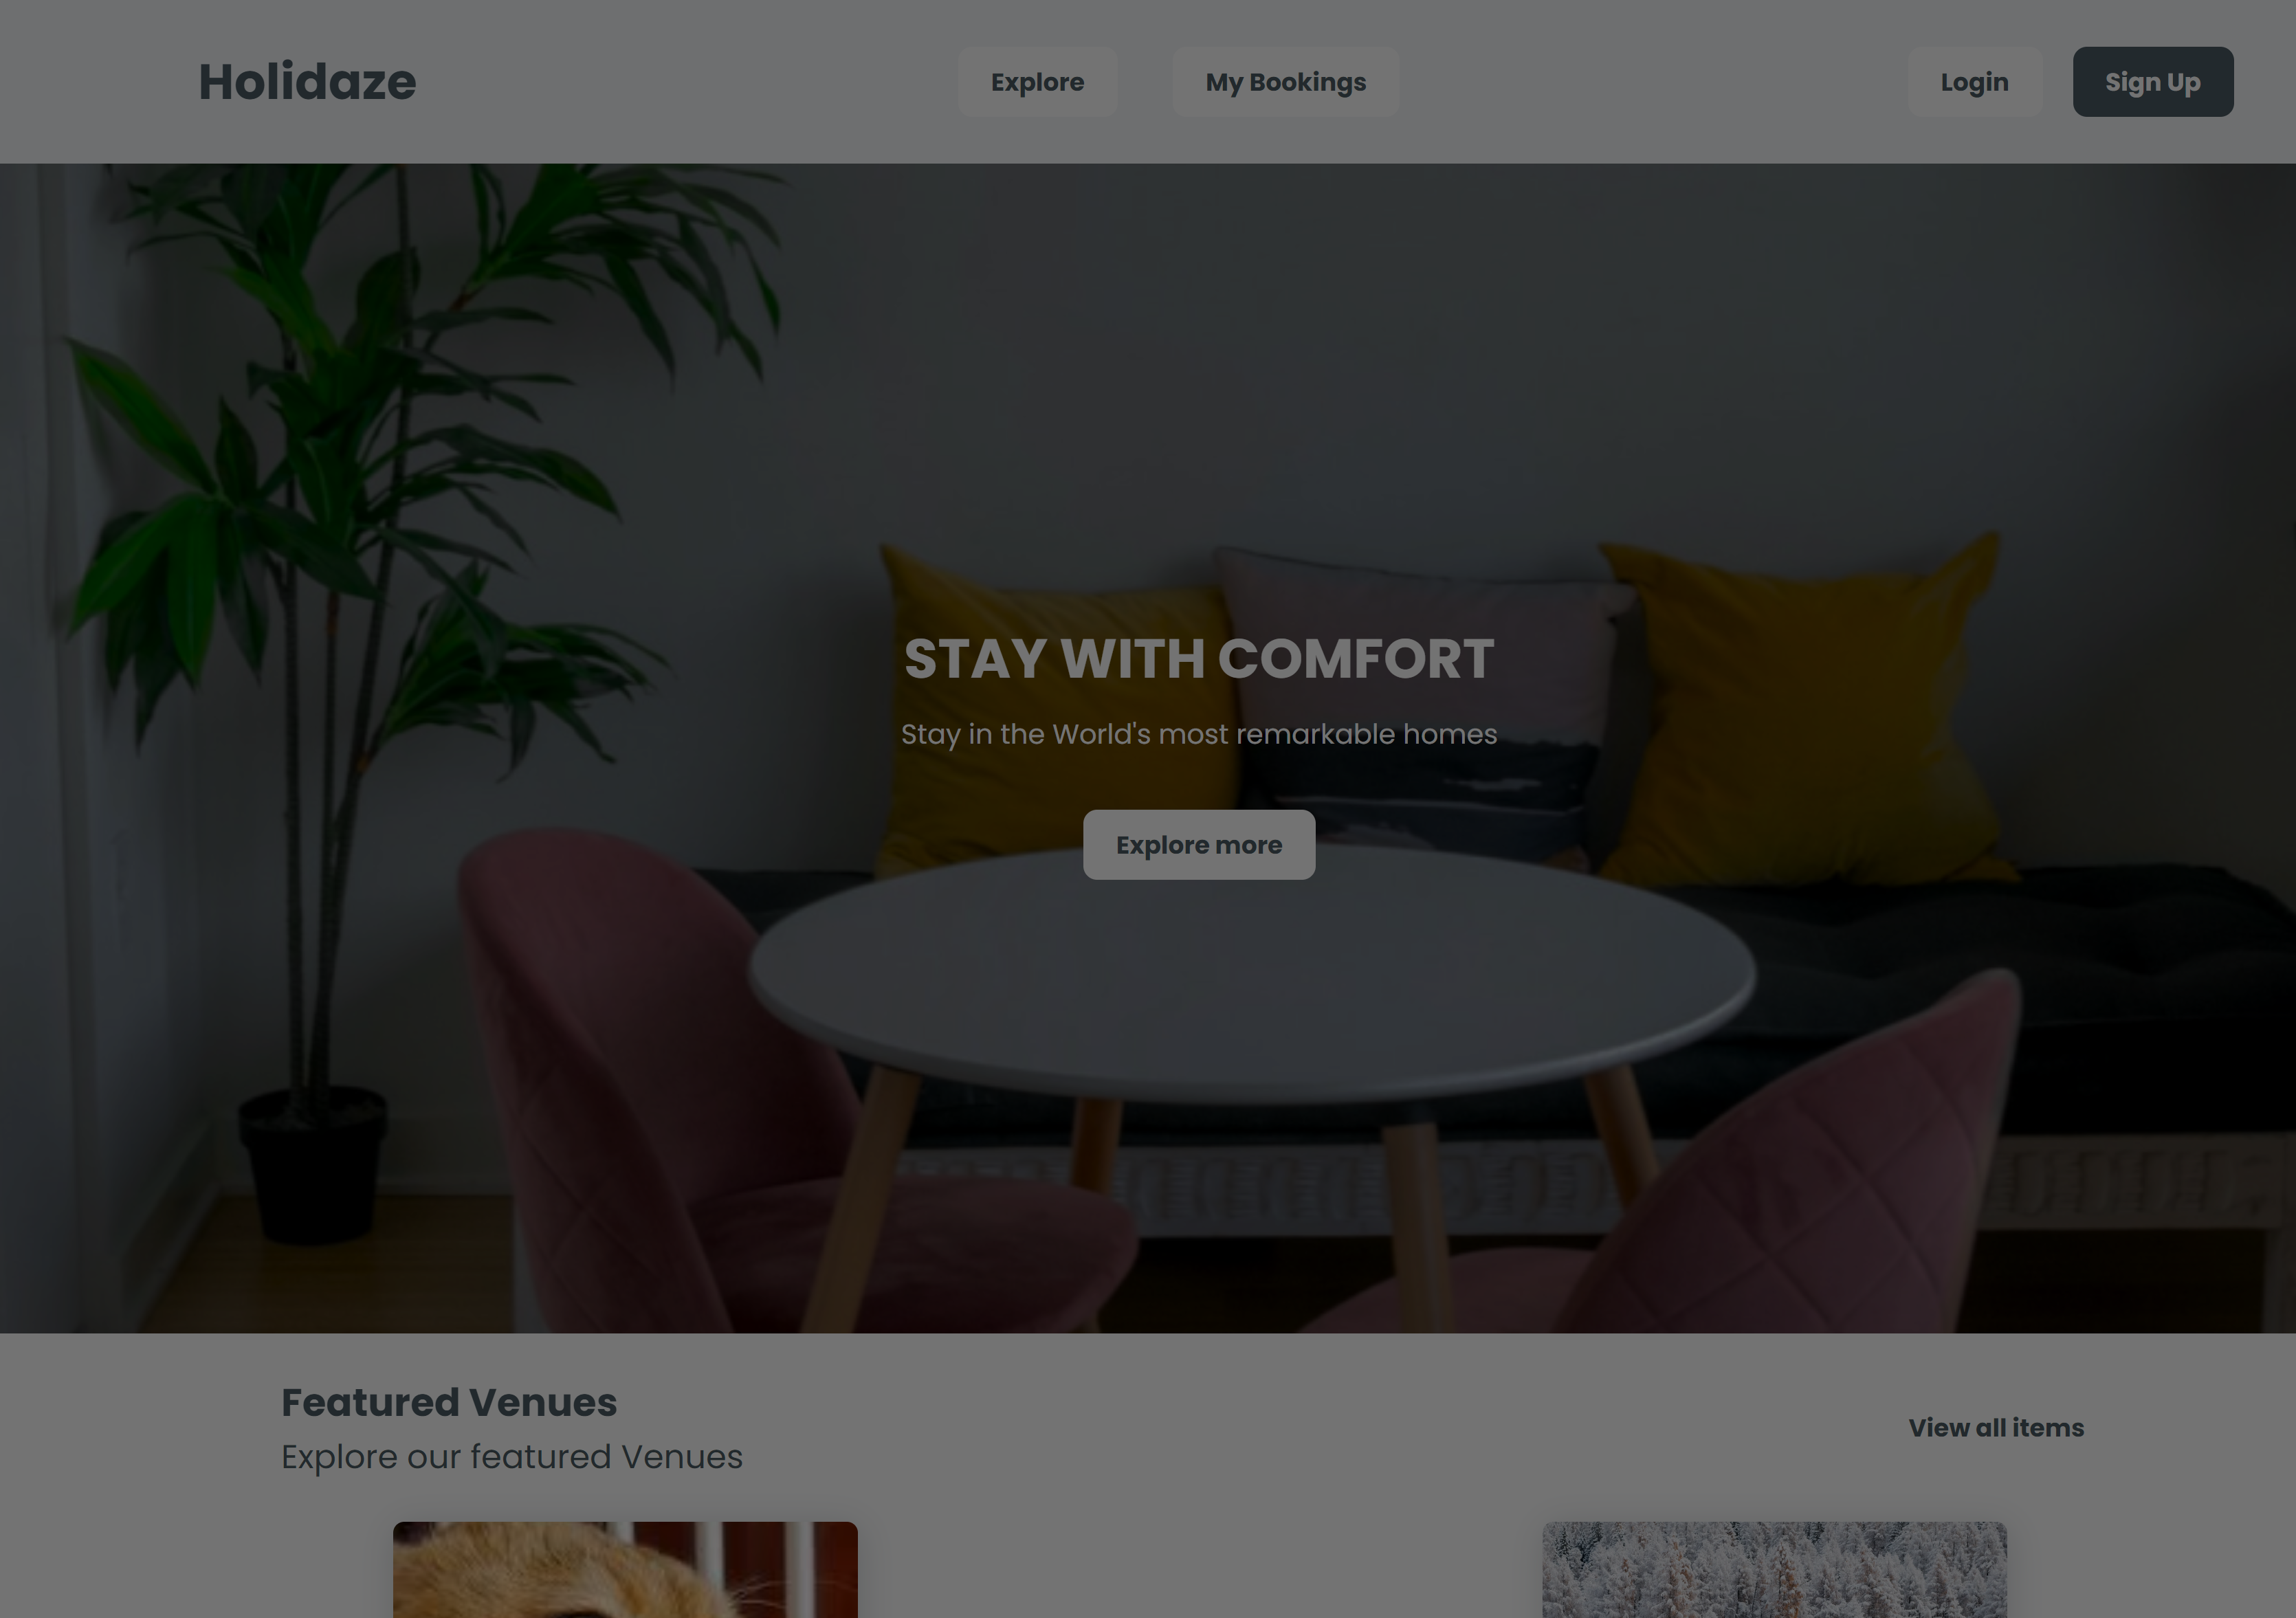 Holidaze
Explore
My Bookings
Login
Sign Up
STAY WITH COMFORT
Stay in the World's most remarkable homes
Explore more
Featured Venues
Explore our featured Venues
View all items